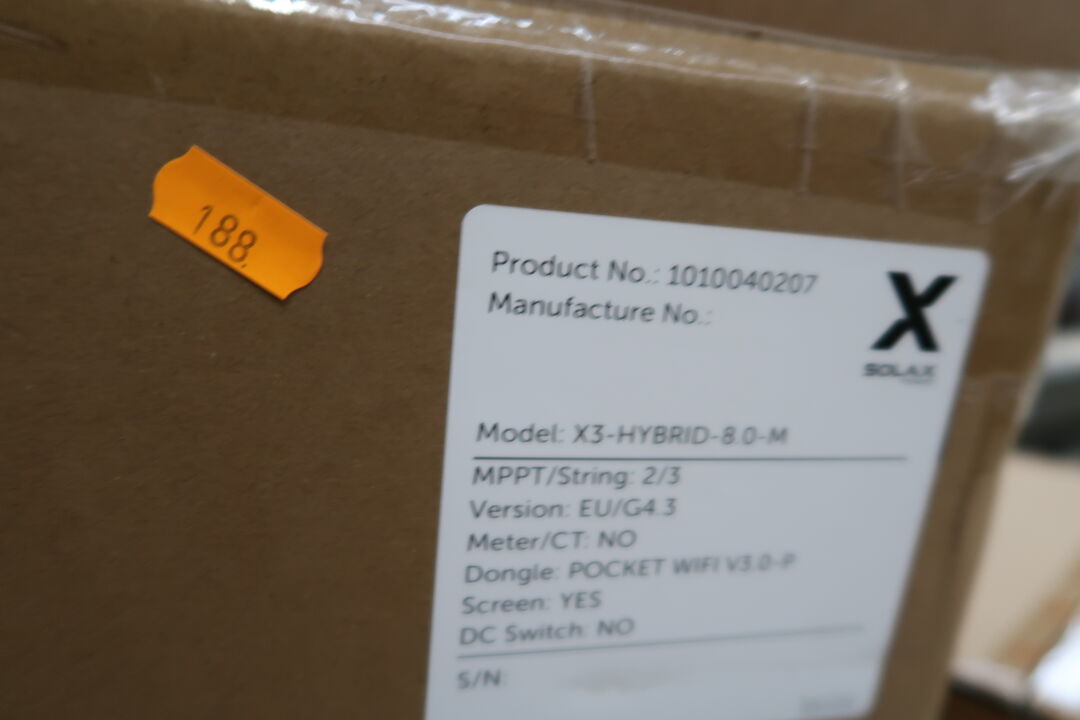 188.
Product No.: 1010040207
Manufacture No.:
X
SOLAX
Model: X3-HYBRID-8.0-M
MPPT/String: 2/3
Version: EU/G4.3
Meter/CT: NO
Dongle: POCKET WIFI V3.0-P
Screen: YES
DC Switch: NO
S/N: